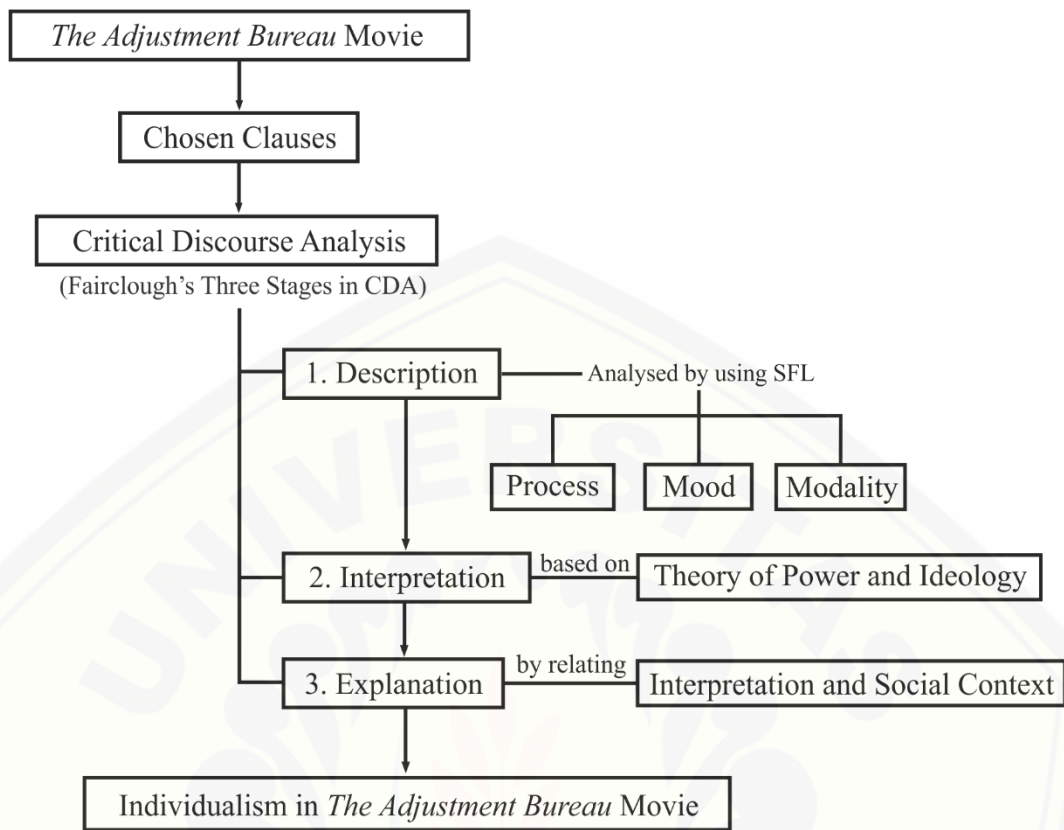 The Adjustment Bureau Movie
Chosen Clauses
Critical Discourse Analysis
(Fairclough's Three Stages in CDA)
1. Description
Analysed by using SFL
Process
Mood
Modality
2. Interpretation
based on
Theory of Power and Ideology
3. Explanation
by relating
Interpretation and Social Context
Individualism in The Adjustment Bureau Movie
UNIVERSITAS